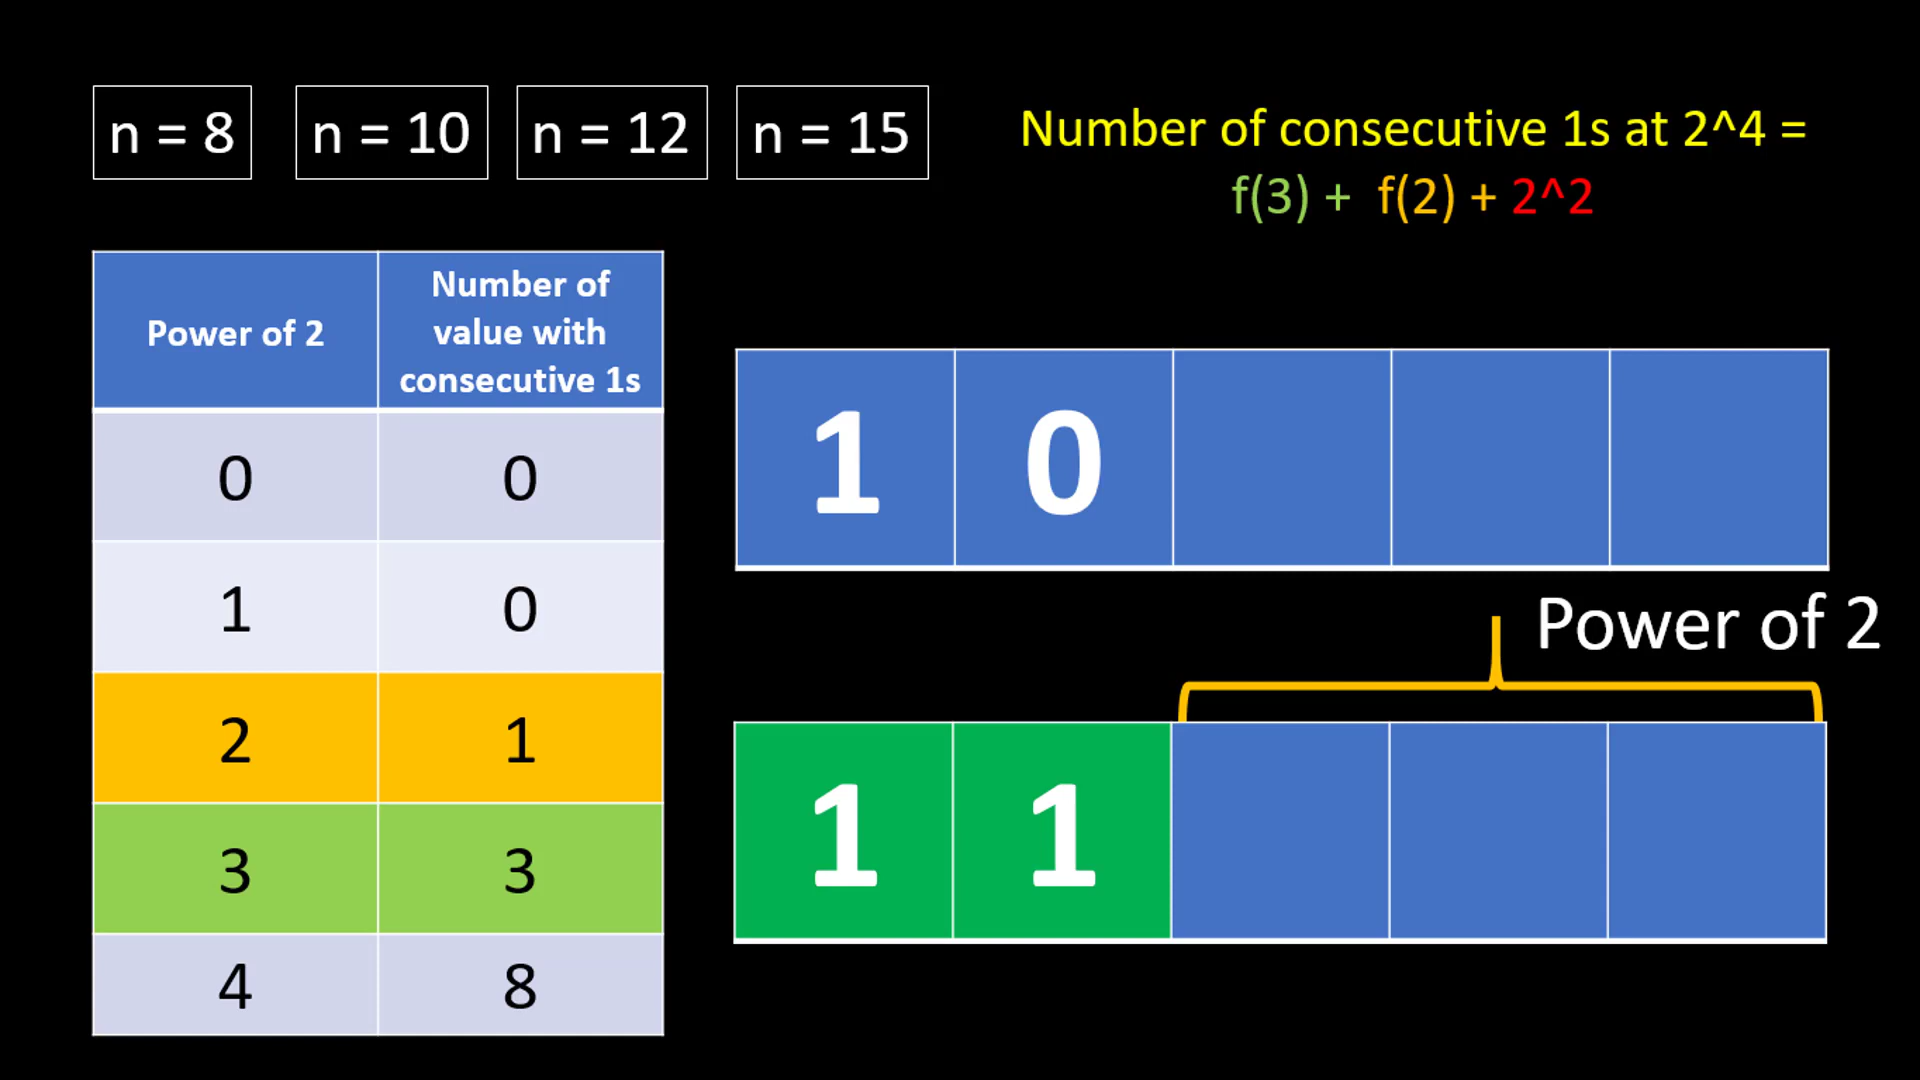 n = 8
n = 10
n = 12
n = 15
Number of consecutive 1s at 2^4 =
f(3) + f(2) + 2^2
Power of 2
Number of
value with
consecutive 1s
0 0
1 0
2 1
3 3
4 8
1 0
Power of 2
1 1